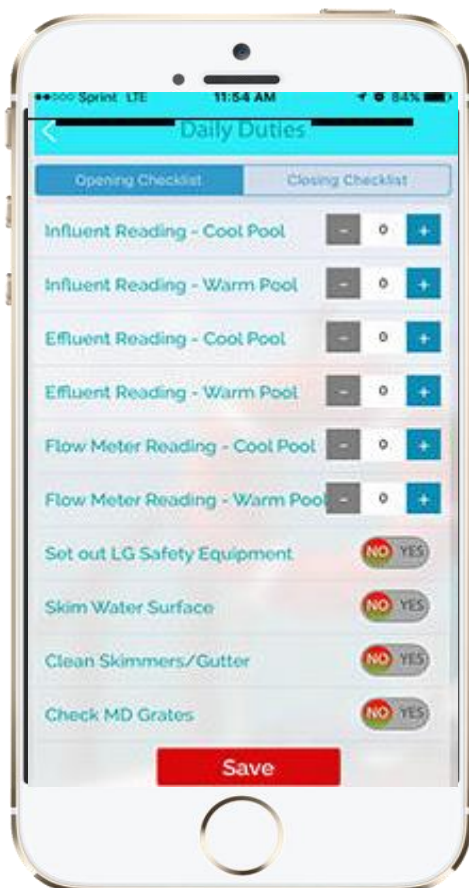 Sprint LTE 11:54 AM 84%
Daily Duties
Opening Checklist Closing Checklist
Influent Reading - Cool Pool - 0 +
Influent Reading - Warm Pool - 0 +
Effluent Reading - Cool Pool - 0 +
Effluent Reading - Warm Pool - 0 +
Flow Meter Reading - Cool Pool - 0 +
Flow Meter Reading - Warm Pool - 0 +
Set out LG Safety Equipment NO YES
Skim Water Surface NO YES
Clean Skimmers/Gutter NO YES
Check MD Grates NO YES
Save